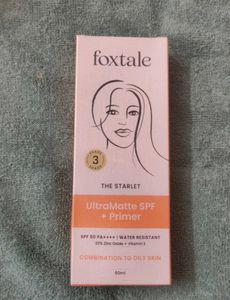 foxtale
3
THE STARLET
UltraMatte SPF
+ Primer
SPF 50 PA++++ | WATER RESISTANT
COMBINATION TO OILY SKIN
50ml